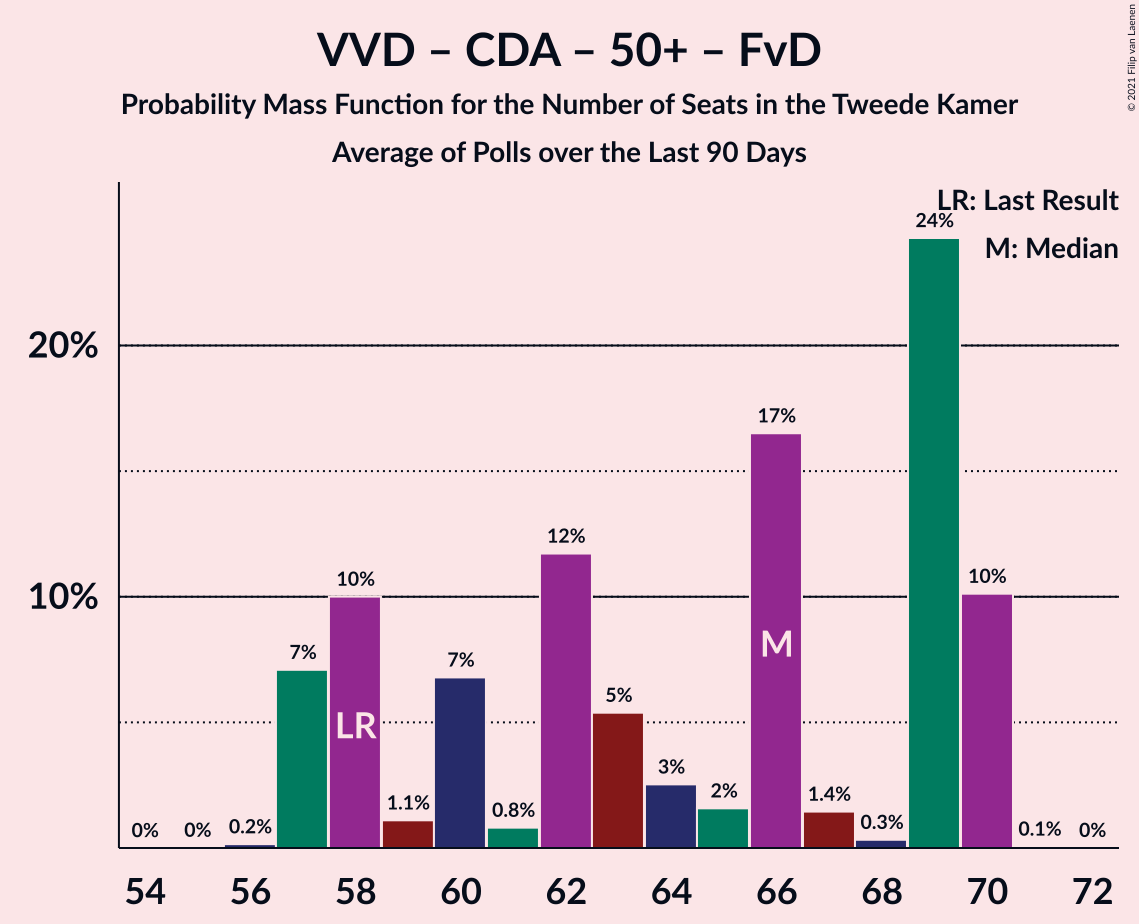 VVD – CDA – 50+ – FvD
Probability Mass Function for the Number of Seats in the Tweede Kamer
Average of Polls over the Last 90 Days
© 2021 Filip van Laenen
LR: Last Result
M: Median
20%
10%
0%
0%
0.2%
7%
10%
1.1%
7%
0.8%
12%
5%
3%
2%
17%
1.4%
0.3%
24%
10%
0.1%
0%
LR
M
54 56 58 60 62 64 66 68 70 72